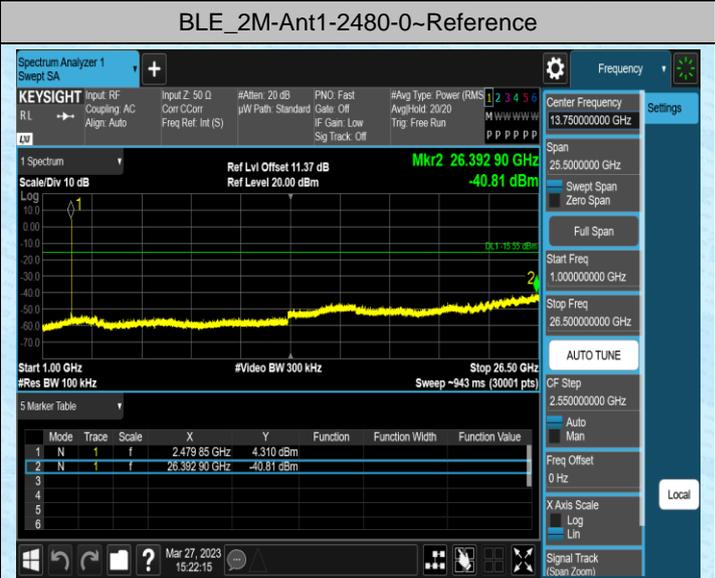 BLE_2M-Ant1-2480-0~Reference
Spectrum Analyzer 1
Swept SA
Frequency
KEYSIGHT
RL
LXI
Input: RF
Coupling: AC
Align: Auto
Input Z: 50 Ω
Corr CCorr
Freq Ref: Int (S)
#Atten: 20 dB
µW Path: Standard
PNO: Fast
Gate: Off
IF Gain: Low
Sig Track: Off
#Avg Type: Power (RMS
Avg|Hold: 20/20
Trig: Free Run
1 2 3 4 5 6
M W W W W W
P P P P P P
1 Spectrum
Scale/Div 10 dB
Ref Lvl Offset 11.37 dB
Ref Level 20.00 dBm
Mkr2 26.392 90 GHz
-40.81 dBm
Log
10.0
0.00
-10.0
-20.0
-30.0
-40.0
-50.0
-60.0
-70.0
1
DL1 -15.55 dBm
2
Start 1.00 GHz
#Res BW 100 kHz
#Video BW 300 kHz
Stop 26.50 GHz
Sweep ~943 ms (30001 pts)
5 Marker Table
Mode Trace Scale X Y Function Function Width Function Value
1 N 1 f 2.479 85 GHz 4.310 dBm
2 N 1 f 26.392 90 GHz -40.81 dBm
3
4
5
6
Mar 27, 2023
15:22:15
Center Frequency
13.750000000 GHz
Settings
Span
25.5000000 GHz
Swept Span
Zero Span
Full Span
Start Freq
1.000000000 GHz
Stop Freq
26.500000000 GHz
AUTO TUNE
CF Step
2.550000000 GHz
Auto
Man
Freq Offset
0 Hz
X Axis Scale
Log
Lin
Local
Signal Track
(Span Zoom)